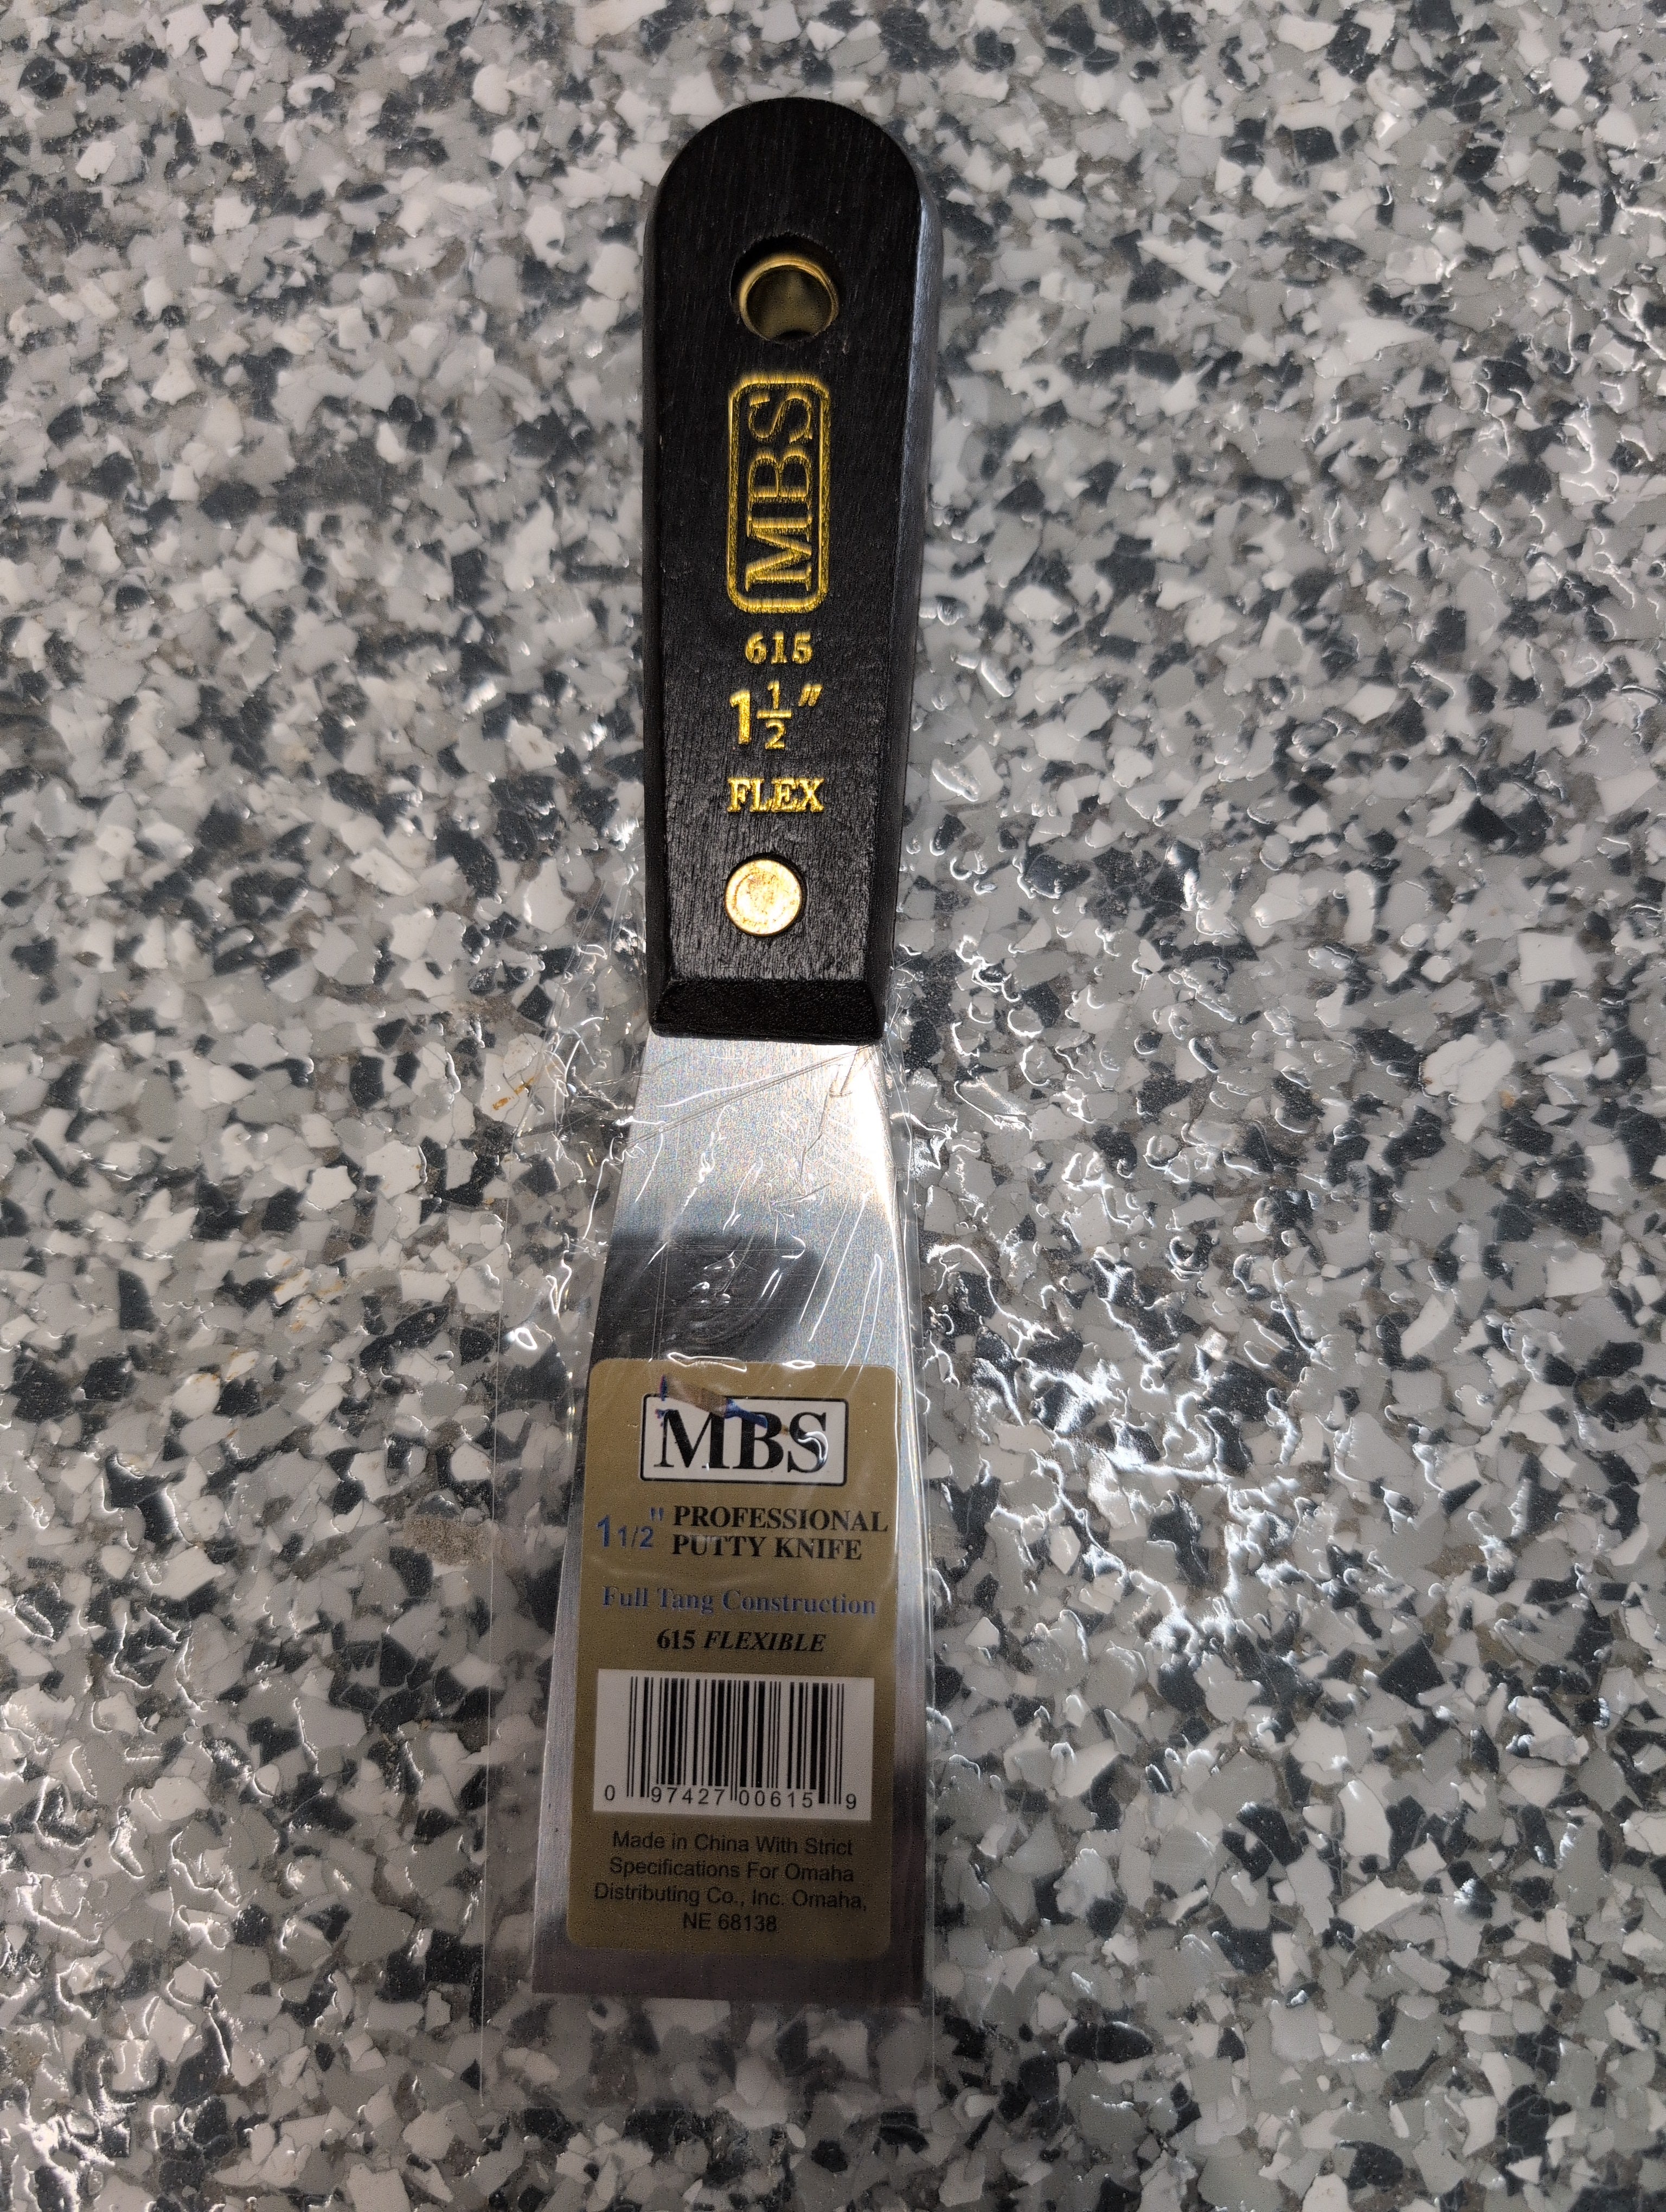 MBS
615
1 1/2"
FLEX
MBS
1 1/2" PROFESSIONAL
PUTTY KNIFE
Full Tang Construction
615 FLEXIBLE
0 97427 00615 9
Made in China With Strict
Specifications For Omaha
Distributing Co., Inc. Omaha,
NE 68138